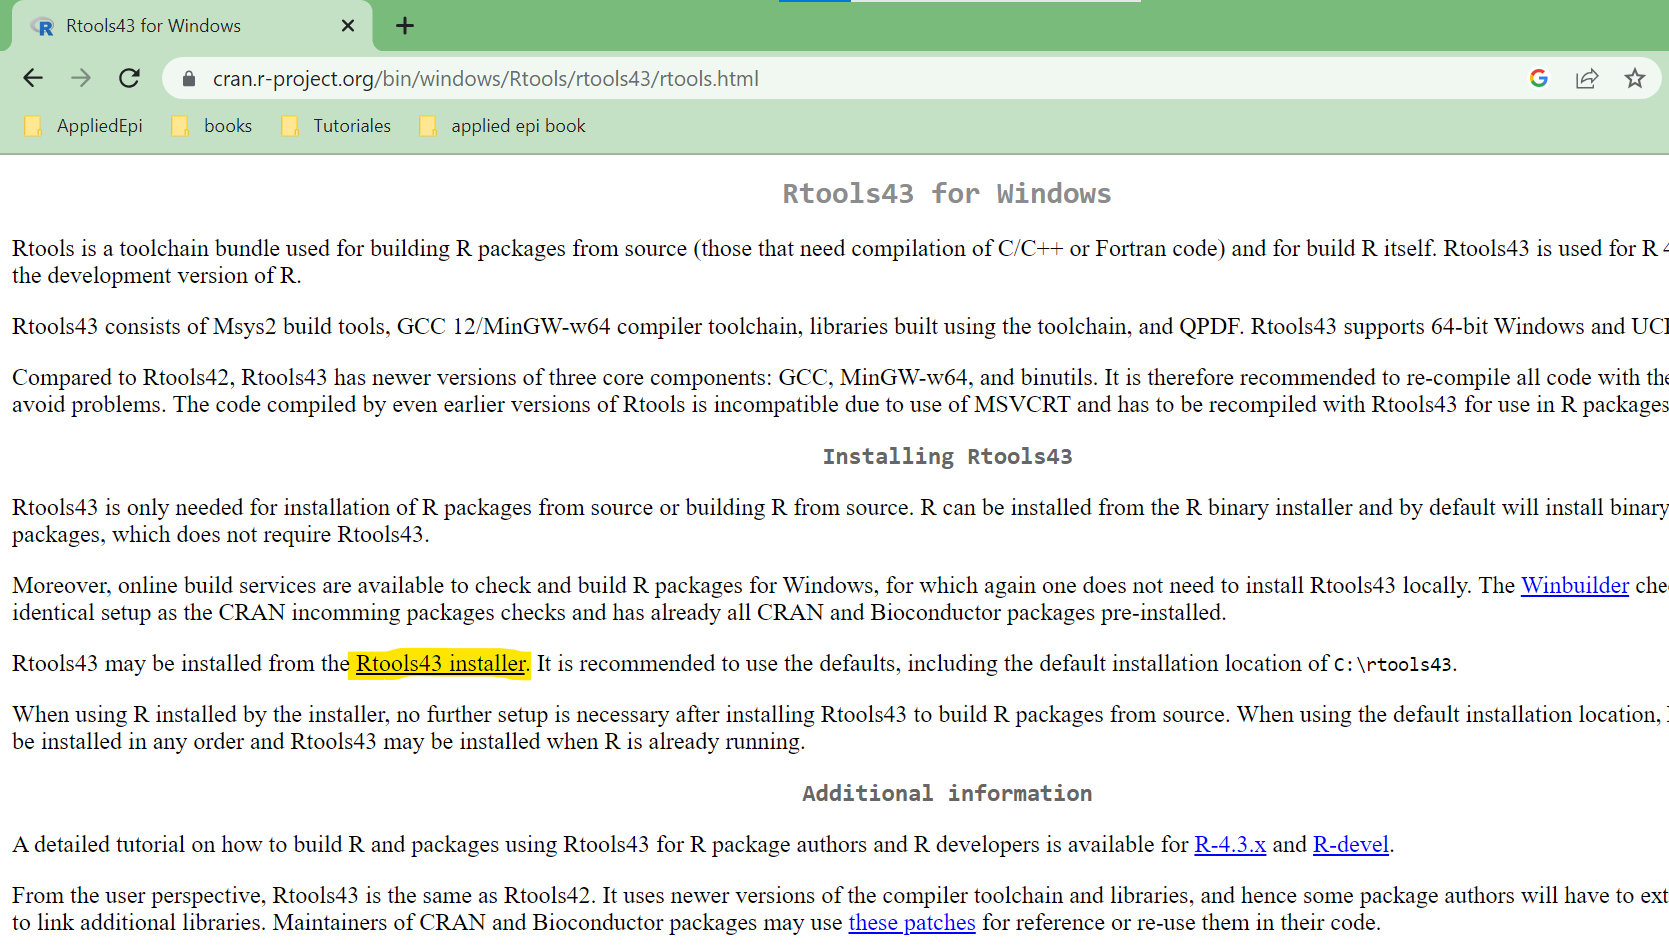 Rtools43 for Windows
cran.r-project.org/bin/windows/Rtools/rtools43/rtools.html
AppliedEpi books Tutoriales applied epi book
Rtools43 for Windows
Rtools is a toolchain bundle used for building R packages from source (those that need compilation of C/C++ or Fortran code) and for build R itself. Rtools43 is used for R
the development version of R.
Rtools43 consists of Msys2 build tools, GCC 12/MinGW-w64 compiler toolchain, libraries built using the toolchain, and QPDF. Rtools43 supports 64-bit Windows and
Compared to Rtools42, Rtools43 has newer versions of three core components: GCC, MinGW-w64, and binutils. It is therefore recommended to re-compile all code with
avoid problems. The code compiled by even earlier versions of Rtools is incompatible due to use of MSVCRT and has to be recompiled with Rtools43 for use in R packages
Installing Rtools43
Rtools43 is only needed for installation of R packages from source or building R from source. R can be installed from the R binary installer and by default will install binary
packages, which does not require Rtools43.
Moreover, online build services are available to check and build R packages for Windows, for which again one does not need to install Rtools43 locally. The Winbuilder
identical setup as the CRAN incomming packages checks and has already all CRAN and Bioconductor packages pre-installed.
Rtools43 may be installed from the Rtools43 installer. It is recommended to use the defaults, including the default installation location of C:\rtools43.
When using R installed by the installer, no further setup is necessary after installing Rtools43 to build R packages from source. When using the default installation location,
be installed in any order and Rtools43 may be installed when R is already running.
Additional information
A detailed tutorial on how to build R and packages using Rtools43 for R package authors and R developers is available for R-4.3.x and R-devel.
From the user perspective, Rtools43 is the same as Rtools42. It uses newer versions of the compiler toolchain and libraries, and hence some package authors will have to
to link additional libraries. Maintainers of CRAN and Bioconductor packages may use these patches for reference or re-use them in their code.